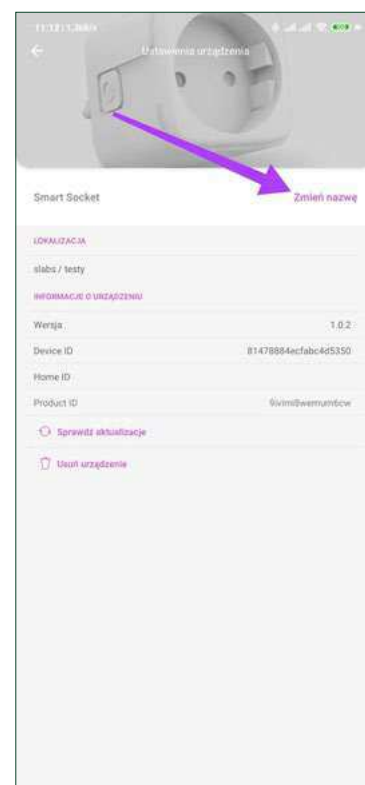 Ustawienia urządzenia
Smart Socket
Zmień nazwę
LOKALIZACJA
slabs / testy
INFORMACJE O URZĄDZENIU
Wersja
1.0.2
Device ID
81478884ecfabc4d5350
Home ID
Product ID
Sprawdź aktualizacje
Usuń urządzenie